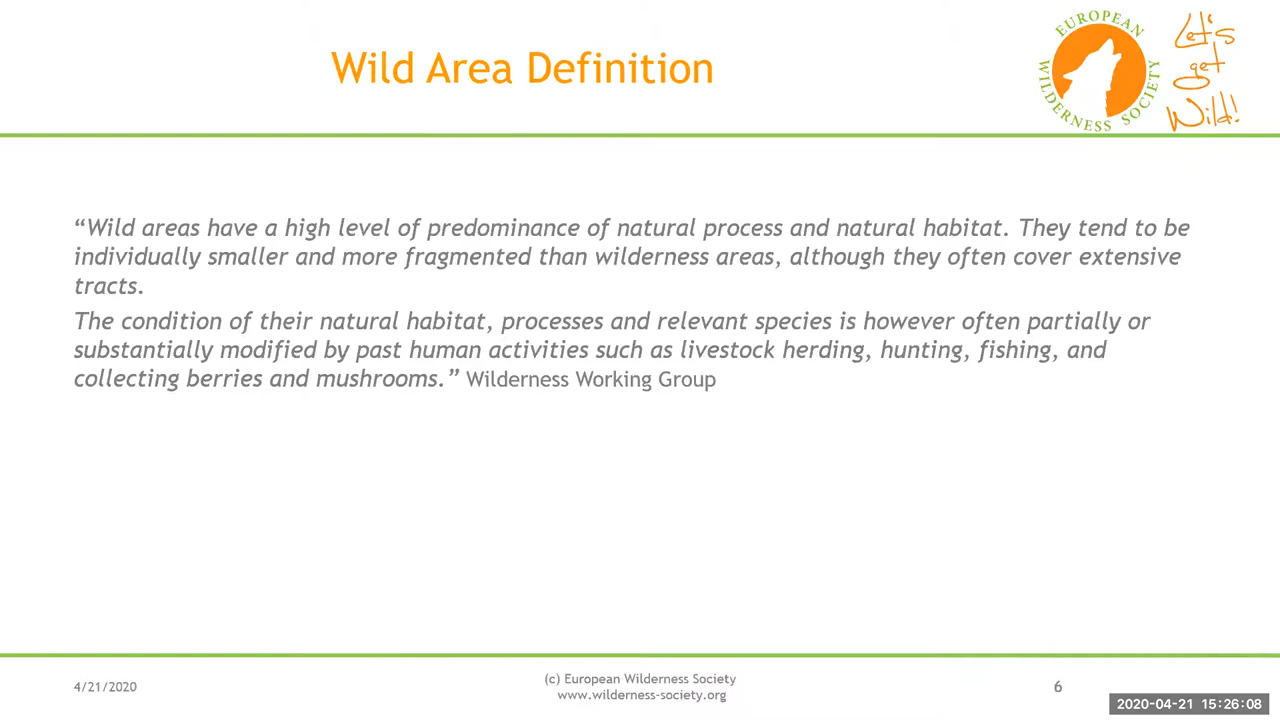 Wild Area Definition
EUROPEAN
WILDERNESS SOCIETY
Let's
get
Wild!
“Wild areas have a high level of predominance of natural process and natural habitat. They tend to be
individually smaller and more fragmented than wilderness areas, although they often cover extensive
tracts.
The condition of their natural habitat, processes and relevant species is however often partially or
substantially modified by past human activities such as livestock herding, hunting, fishing, and
collecting berries and mushrooms.” Wilderness Working Group
4/21/2020
(c) European Wilderness Society
www.wilderness-society.org
6
2020-04-21 15:26:08